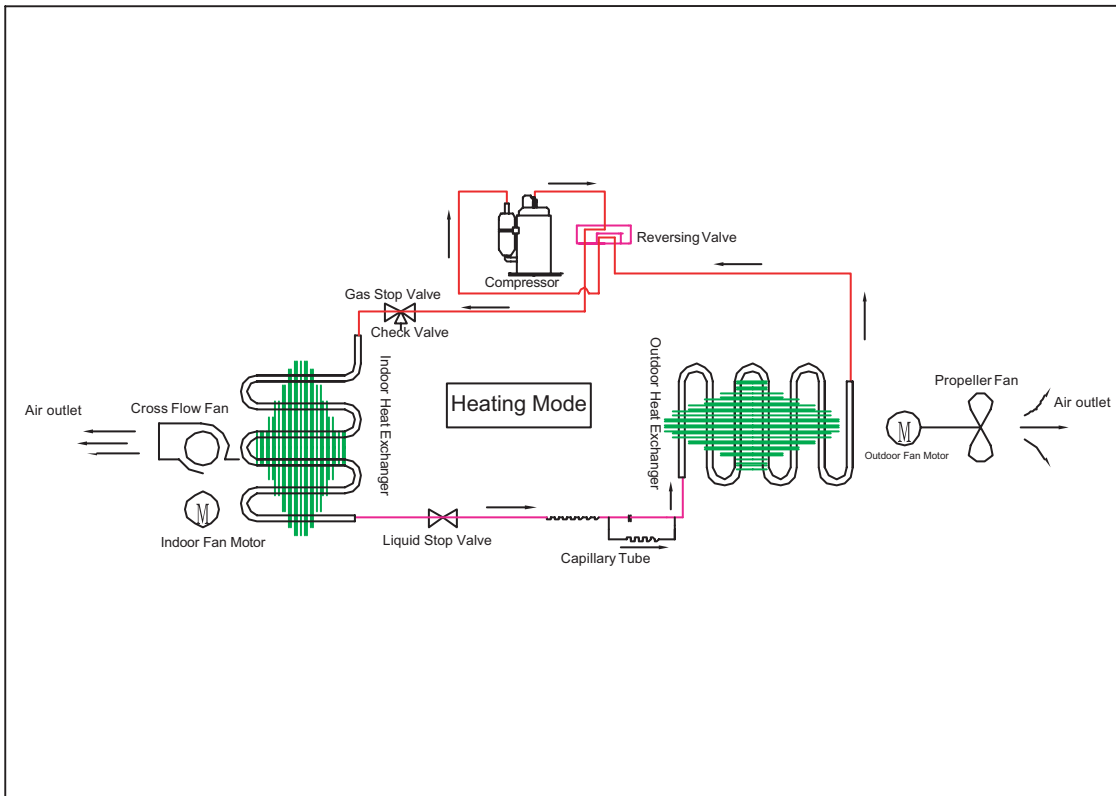 Reversing Valve
Compressor
Gas Stop Valve
Check Valve
Indoor Heat Exchanger
Outdoor Heat Exchanger
Heating Mode
Propeller Fan
Air outlet
Air outlet
Cross Flow Fan
M
Outdoor Fan Motor
M
Indoor Fan Motor
Liquid Stop Valve
Capillary Tube